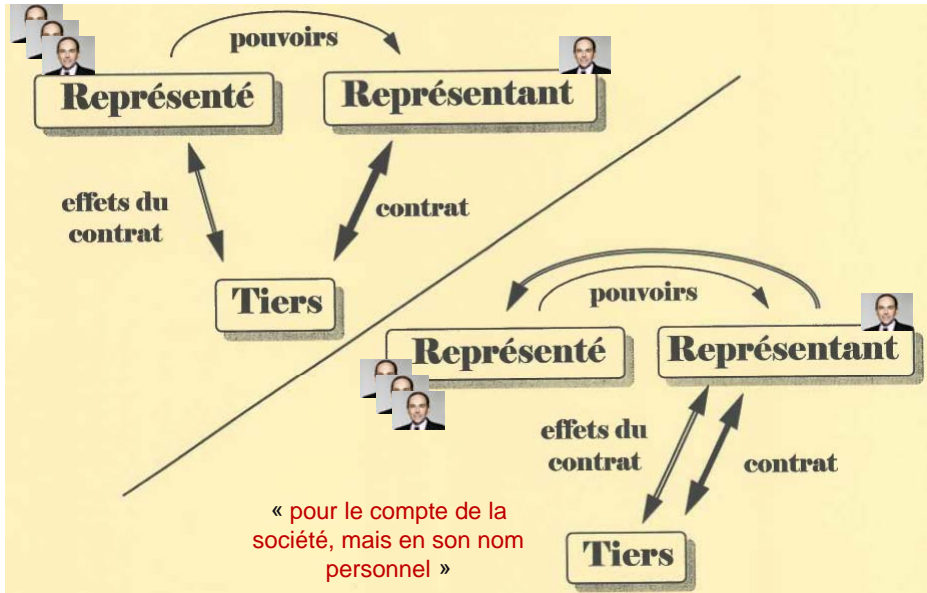 pouvoirs
Représenté
Représentant
effets du
contrat
contrat
Tiers
pouvoirs
Représenté
Représentant
effets du
contrat
contrat
« pour le compte de la
société, mais en son nom
personnel »
Tiers